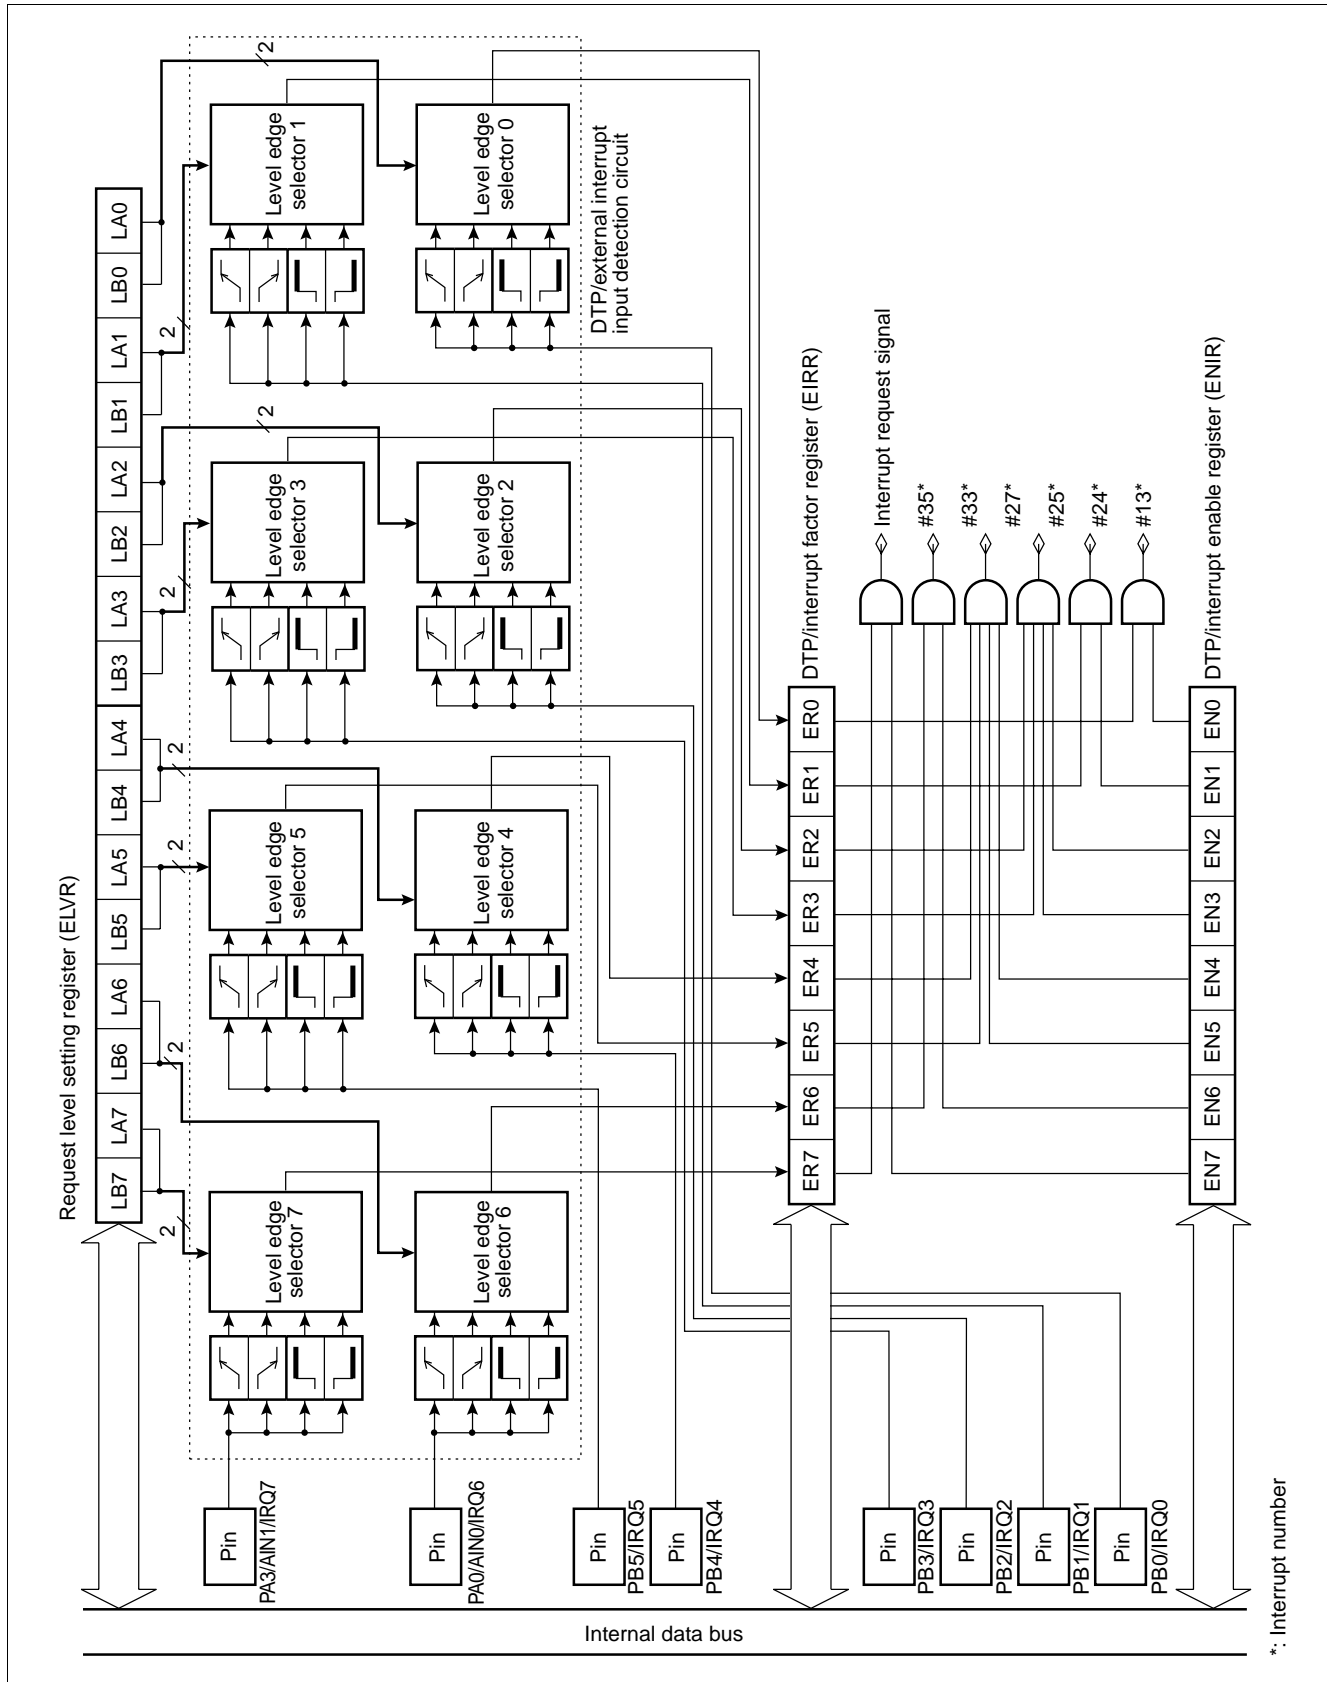 Request level setting register (ELVR)
LB7
LA7
LB6
LA6
LB5
LA5
LB4
LA4
LB3
LA3
LB2
LA2
LB1
LA1
LB0
LA0
2
2
2
2
2
2
2
2
Pin
PA3/AIN1/IRQ7
Level edge
selector 7
Level edge
selector 5
Level edge
selector 3
Level edge
selector 1
Pin
PA0/AIN0/IRQ6
Level edge
selector 6
Level edge
selector 4
Level edge
selector 2
Level edge
selector 0
DTP/external interrupt
input detection circuit
Pin
PB5/IRQ5
Pin
PB4/IRQ4
Internal data bus
ER7
ER6
ER5
ER4
ER3
ER2
ER1
ER0
DTP/interrupt factor register (EIRR)
Pin
PB3/IRQ3
Pin
PB2/IRQ2
Pin
PB1/IRQ1
Pin
PB0/IRQ0
Interrupt request signal
#35*
#33*
#27*
#25*
#24*
#13*
EN7
EN6
EN5
EN4
EN3
EN2
EN1
EN0
DTP/interrupt enable register (ENIR)
*: Interrupt number